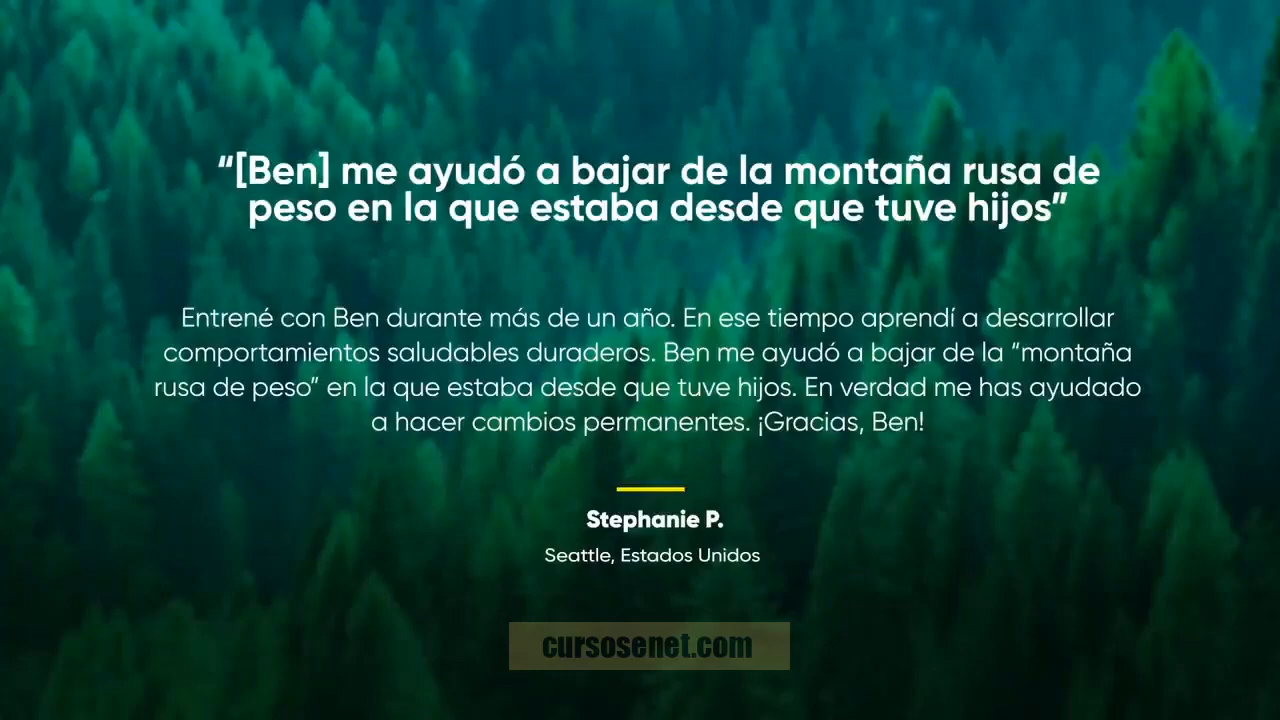 “[Ben] me ayudó a bajar de la montaña rusa de
peso en la que estaba desde que tuve hijos”
Entrené con Ben durante más de un año. En ese tiempo aprendí a desarrollar
comportamientos saludables duraderos. Ben me ayudó a bajar de la “montaña
rusa de peso” en la que estaba desde que tuve hijos. En verdad me has ayudado
a hacer cambios permanentes. ¡Gracias, Ben!
Stephanie P.
Seattle, Estados Unidos
cursosenet.com